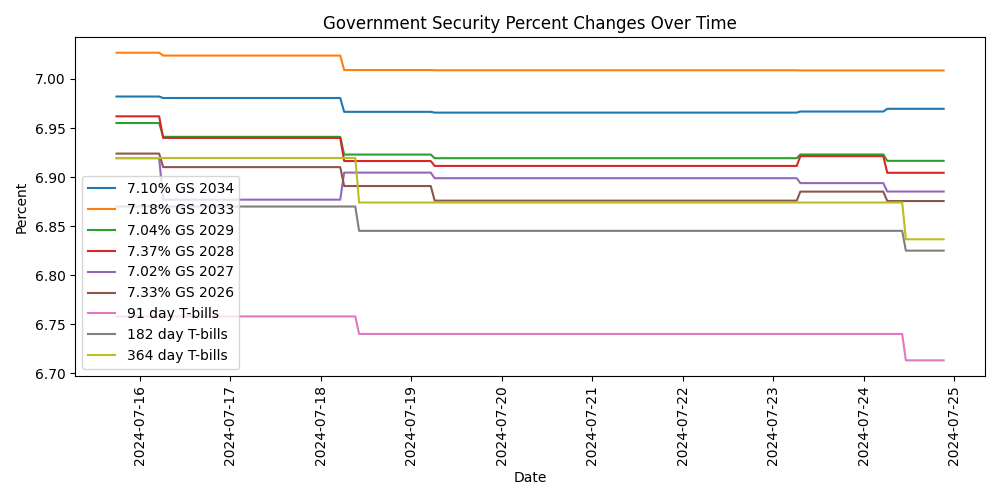 Government Security Percent Changes Over Time
Percent
7.00
6.95
6.90
6.85
6.80
6.75
6.70
7.10% GS 2034
7.18% GS 2033
7.04% GS 2029
7.37% GS 2028
7.02% GS 2027
7.33% GS 2026
91 day T-bills
182 day T-bills
364 day T-bills
2024-07-16
2024-07-17
2024-07-18
2024-07-19
2024-07-20
2024-07-21
2024-07-22
2024-07-23
2024-07-24
2024-07-25
Date